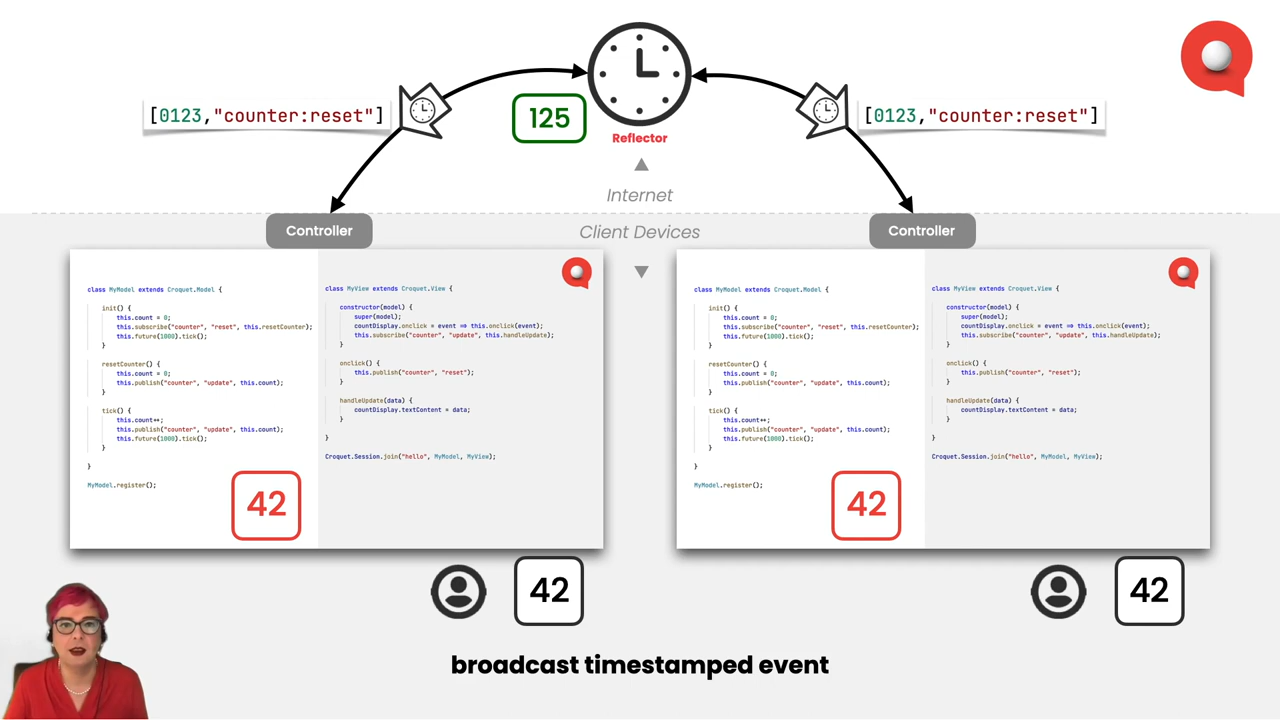 [0123,"counter:reset"]
125
Reflector
[0123,"counter:reset"]
Internet
Client Devices
Controller
Controller
class MyModel extends Croquet.Model {
init() {
this.count = 0;
this.subscribe("counter", "reset", this.resetCounter);
this.future(1000).tick();
}
resetCounter() {
this.count = 0;
this.publish("counter", "update", this.count);
}
tick() {
this.count++;
this.publish("counter", "update", this.count);
this.future(1000).tick();
}
}
MyModel.register();
42
class MyView extends Croquet.View {
constructor(model) {
super(model);
countDisplay.onclick = event => this.onclick(event);
this.subscribe("counter", "update", this.handleUpdate);
}
onclick() {
this.publish("counter", "reset");
}
handleUpdate(data) {
countDisplay.textContent = data;
}
}
Croquet.Session.join("hello", MyModel, MyView);
class MyModel extends Croquet.Model {
init() {
this.count = 0;
this.subscribe("counter", "reset", this.resetCounter);
this.future(1000).tick();
}
resetCounter() {
this.count = 0;
this.publish("counter", "update", this.count);
}
tick() {
this.count++;
this.publish("counter", "update", this.count);
this.future(1000).tick();
}
}
MyModel.register();
42
class MyView extends Croquet.View {
constructor(model) {
super(model);
countDisplay.onclick = event => this.onclick(event);
this.subscribe("counter", "update", this.handleUpdate);
}
onclick() {
this.publish("counter", "reset");
}
handleUpdate(data) {
countDisplay.textContent = data;
}
}
Croquet.Session.join("hello", MyModel, MyView);
42
42
broadcast timestamped event